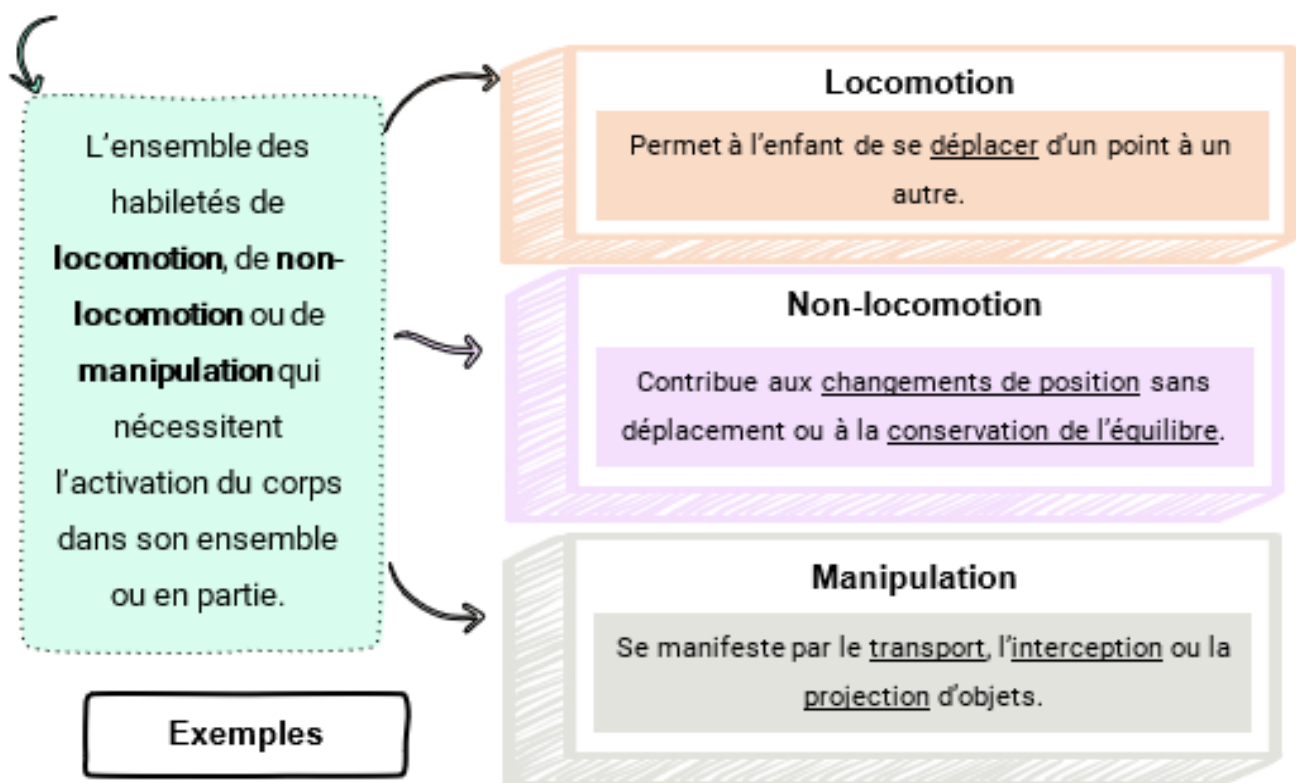 L'ensemble des
habiletés de
locomotion, de non-
locomotion ou de
manipulation qui
nécessitent
l'activation du corps
dans son ensemble
ou en partie.
Exemples
Locomotion
Permet à l'enfant de se déplacer d'un point à un
autre.
Non-locomotion
Contribue aux changements de position sans
déplacement ou à la conservation de l'équilibre.
Manipulation
Se manifeste par le transport, l'interception ou la
projection d'objets.